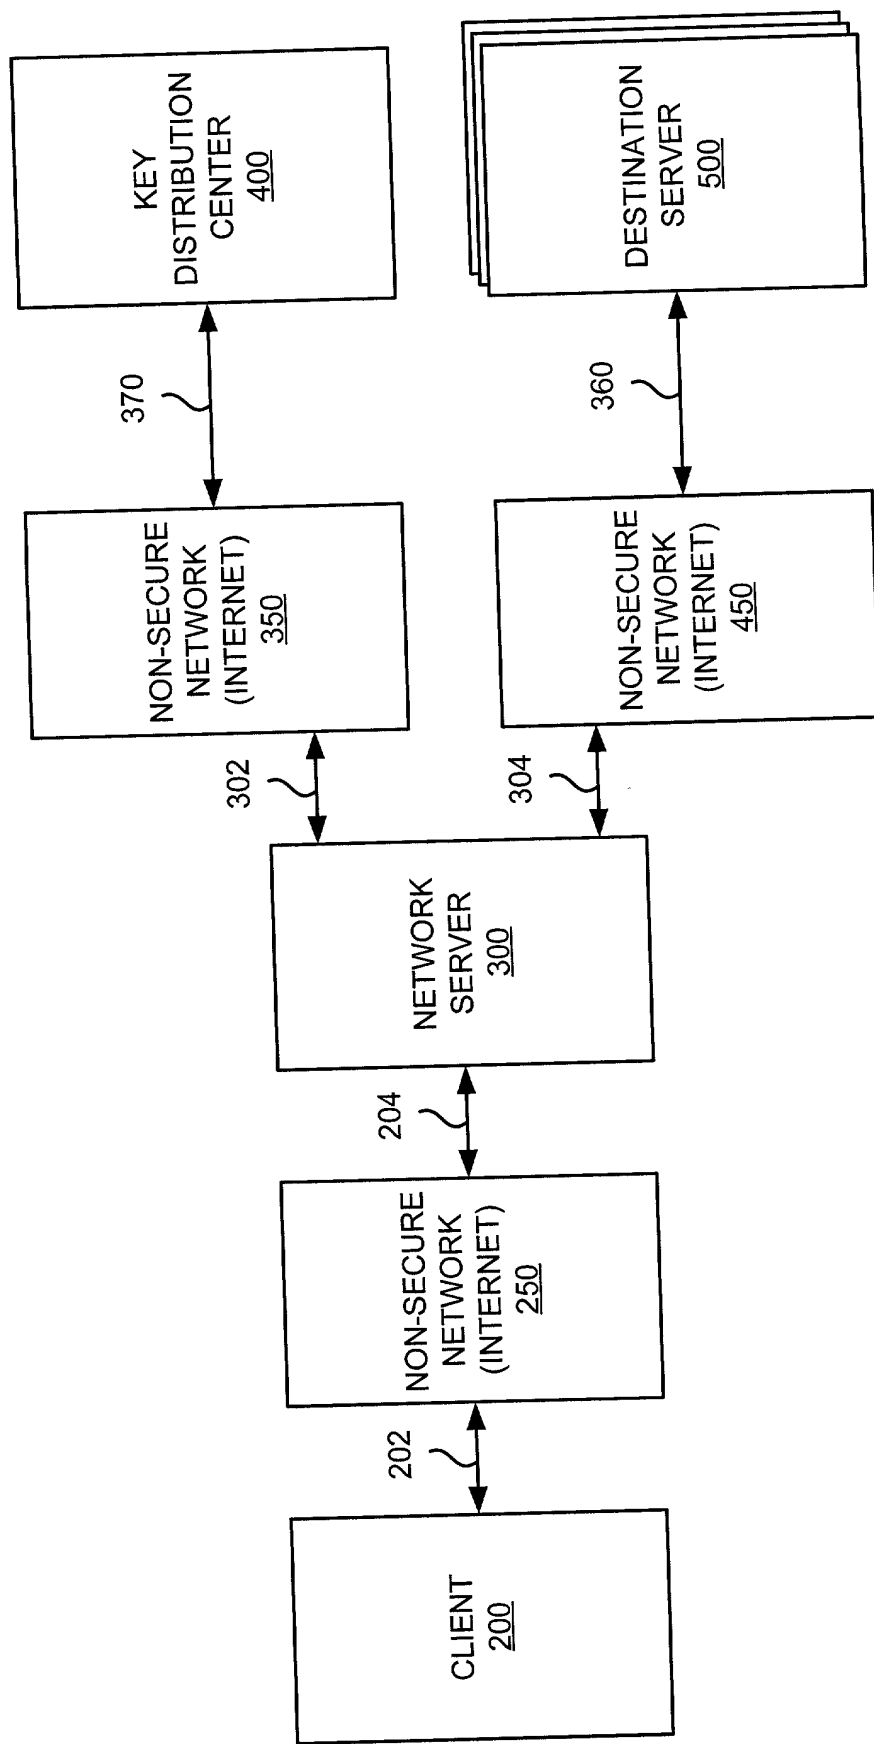 CLIENT
200
202
NON-SECURE
NETWORK
(INTERNET)
250
204
NETWORK
SERVER
300
302
NON-SECURE
NETWORK
(INTERNET)
350
370
KEY
DISTRIBUTION
CENTER
400
304
NON-SECURE
NETWORK
(INTERNET)
450
360
DESTINATION
SERVER
500